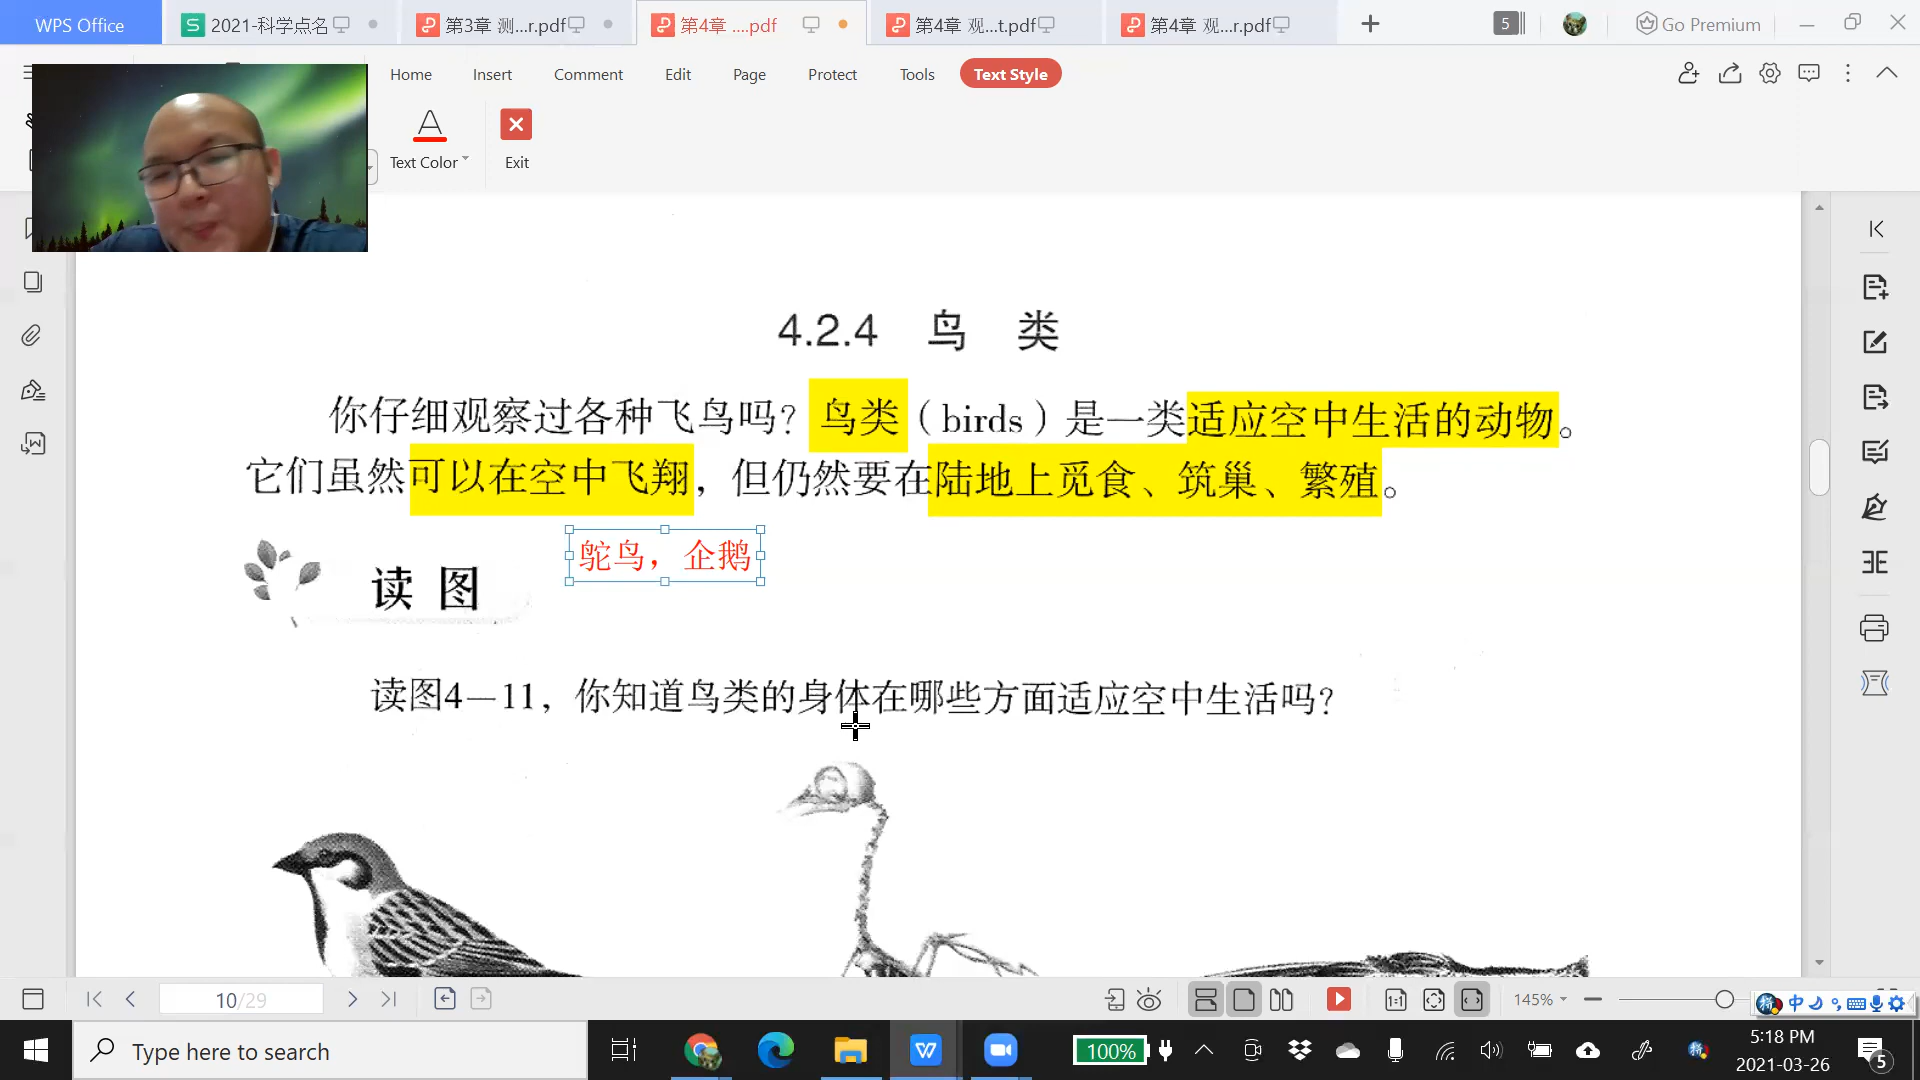 WPS Office
2021-科学点名
第3章 测...r.pdf
第4章 ....pdf
第4章 观...t.pdf
第4章 观...r.pdf
5
Go Premium
Home
Insert
Comment
Edit
Page
Protect
Tools
Text Style
Text Color
Exit
4.2.4 鸟 类
你仔细观察过各种飞鸟吗？鸟类（birds）是一类适应空中生活的动物。
它们虽然可以在空中飞翔，但仍然要在陆地上觅食、筑巢、繁殖。
鸵鸟，企鹅
读 图
读图4—11，你知道鸟类的身体在哪些方面适应空中生活吗？
10/29
1:1
145%
中
Type here to search
100%
5:18 PM
2021-03-26
5